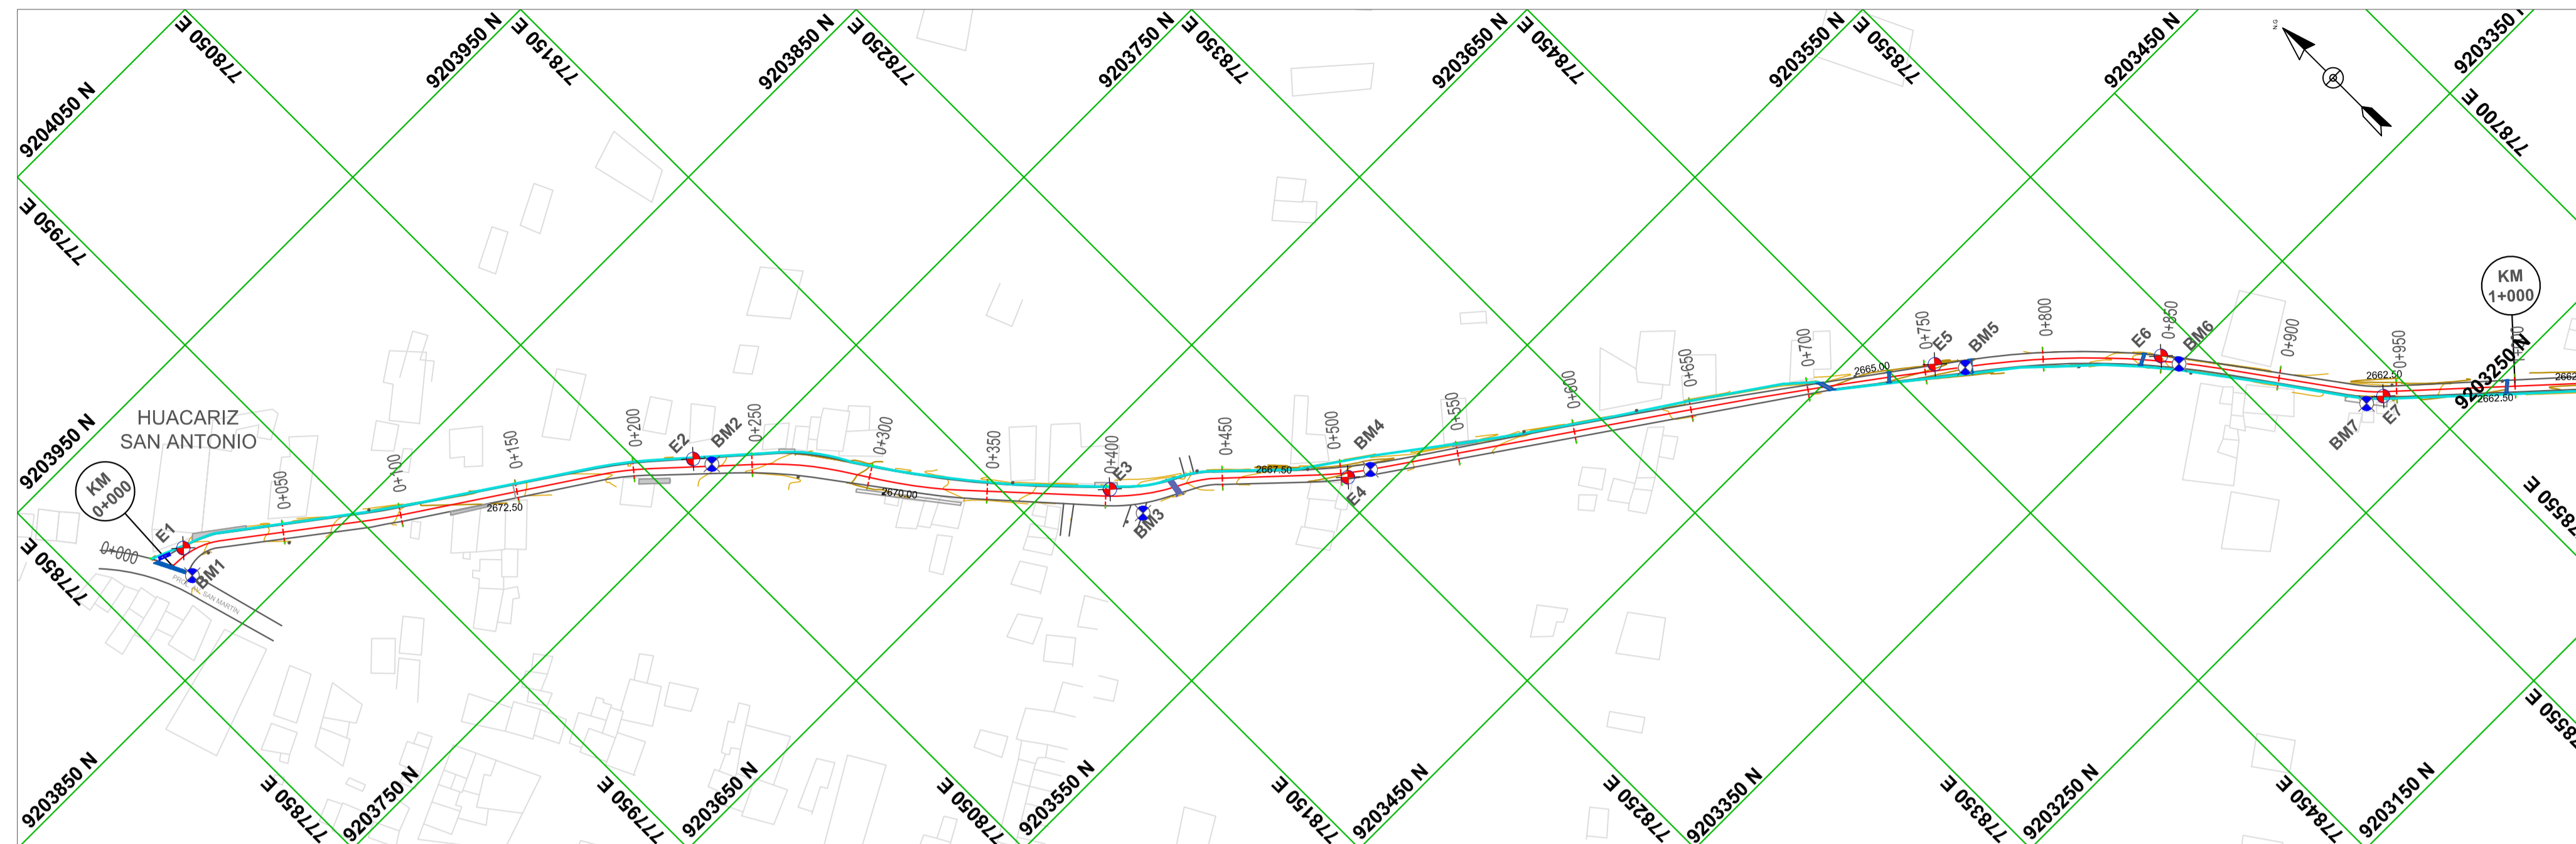 778050 E
9203950 N
778150 E
9203850 N
778250 E
9203750 N
778350 E
9203650 N
778450 E
9203550 N
778550 E
9203450 N
N.G
9203350 N
778700 E
9204050 N
777950 E
KM
1+000
HUACARIZ
SAN ANTONIO
9203950 N
KM
0+000
E1
0+000
BM1
SAN MARTÍN
0+050
0+100
0+150
2672.50
0+200
E2
BM2
0+250
0+300
2670.00
0+350
0+400
E3
BM3
0+450
2667.50
0+500
E4
BM4
0+550
0+600
0+650
0+700
2665.00
0+750
E5
BM5
0+800
E6
0+850
BM6
0+900
2662.50
0+950
BM7
E7
9203250 N
2662.50
778550 E
777850 E
9203850 N
777850 E
9203750 N
777950 E
9203650 N
778050 E
9203550 N
778150 E
9203450 N
778250 E
9203350 N
778350 E
9203250 N
778450 E
9203150 N